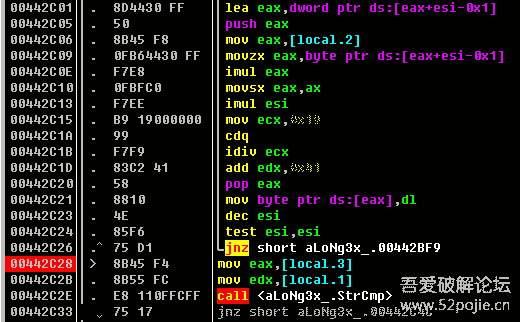 00442C01 . 8D4430 FF lea eax,dword ptr ds:[eax+esi-0x1]
00442C05 . 50 push eax
00442C06 . 8B45 F8 mov eax,[local.2]
00442C09 . 0FB64430 FF movzx eax,byte ptr ds:[eax+esi-0x1]
00442C0E . F7E8 imul eax
00442C10 . 0FBFC0 movsx eax,ax
00442C13 . F7EE imul esi
00442C15 . B9 19000000 mov ecx,0x19
00442C1A . 99 cdq
00442C1B . F7F9 idiv ecx
00442C1D . 83C2 41 add edx,0x41
00442C20 . 58 pop eax
00442C21 . 8810 mov byte ptr ds:[eax],dl
00442C23 . 4E dec esi
00442C24 . 85F6 test esi,esi
00442C26 .^ 75 D1 jnz short aLoNg3x_.00442BF9
00442C28 > 8B45 F4 mov eax,[local.3]
00442C2B . 8B55 FC mov edx,[local.1]
00442C2E . E8 110FFCFF call <aLoNg3x_.StrCmp>
00442C33 . 75 17 jnz short aLoNg3x_.00442C4C
吾爱破解论坛
www.52pojie.cn